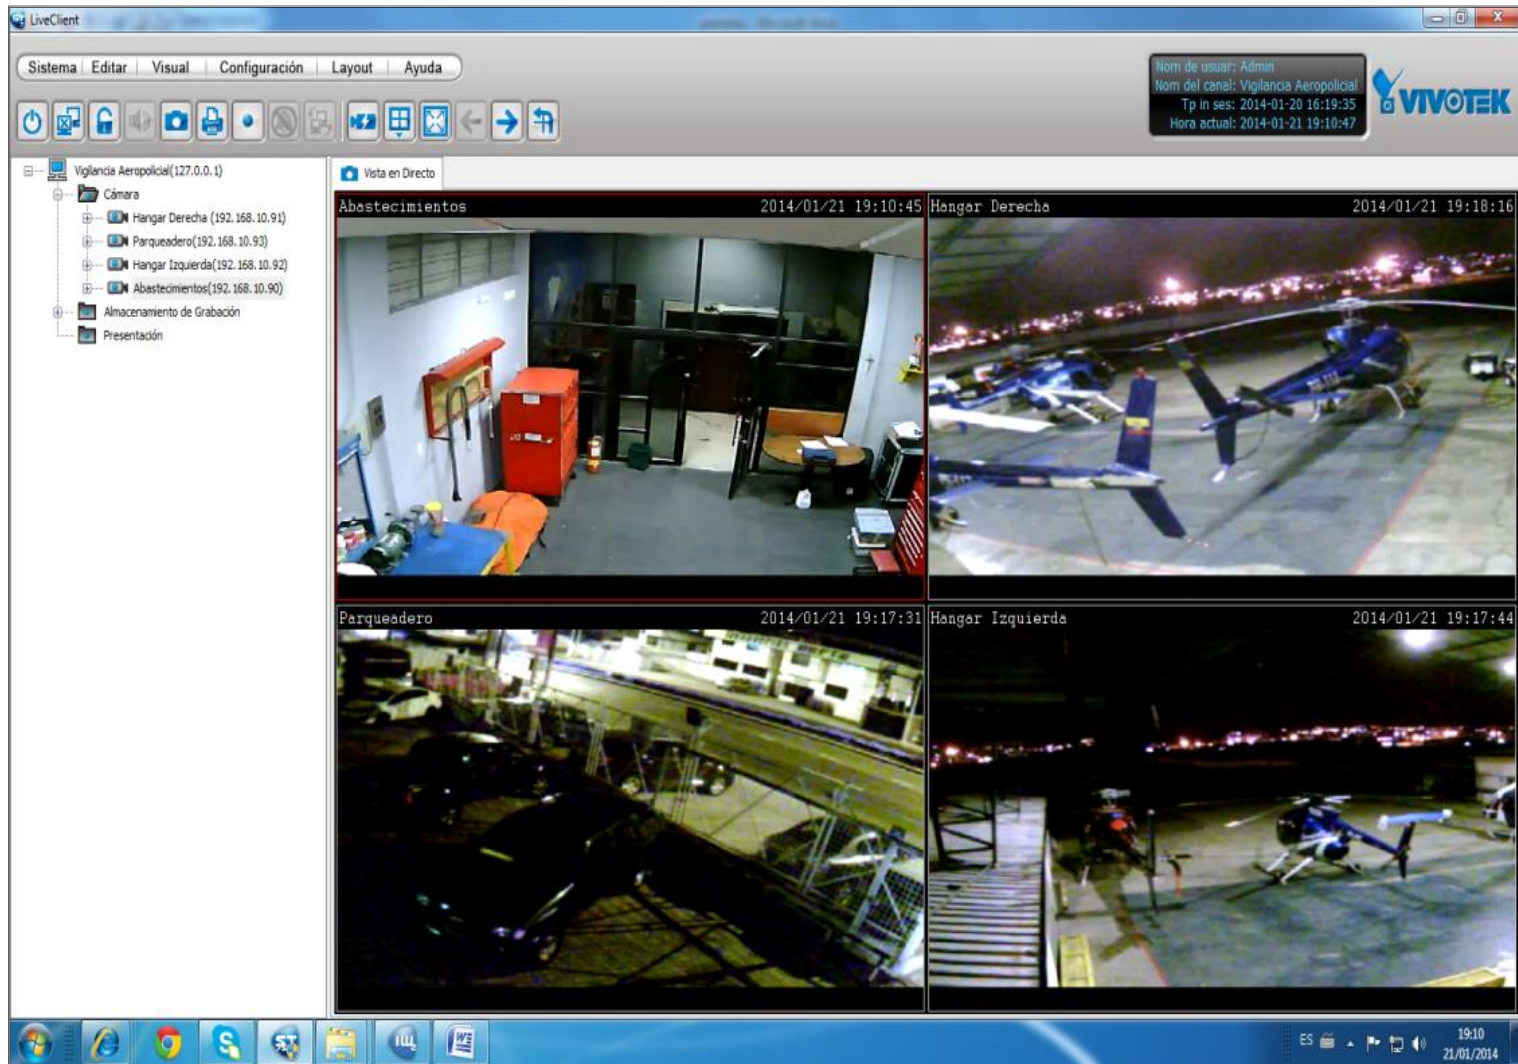 LiveClient
Sistema Editar Visual Configuración Layout Ayuda
Nom de usuar: Admin
Nom del canal: Vigilancia Aeropolicial
Tp in ses: 2014-01-20 16:19:35
Hora actual: 2014-01-21 19:10:47
VIVOTEK
Vigilancia Aeropolicial(127.0.0.1)
Cámara
Hangar Derecha (192.168.10.91)
Parqueadero(192.168.10.93)
Hangar Izquierda(192.168.10.92)
Abastecimientos(192.168.10.90)
Almacenamiento de Grabación
Presentación
Vista en Directo
Abastecimientos 2014/01/21 19:10:45
Hangar Derecha 2014/01/21 19:18:16
Parqueadero 2014/01/21 19:17:31
Hangar Izquierda 2014/01/21 19:17:44
ES
19:10
21/01/2014